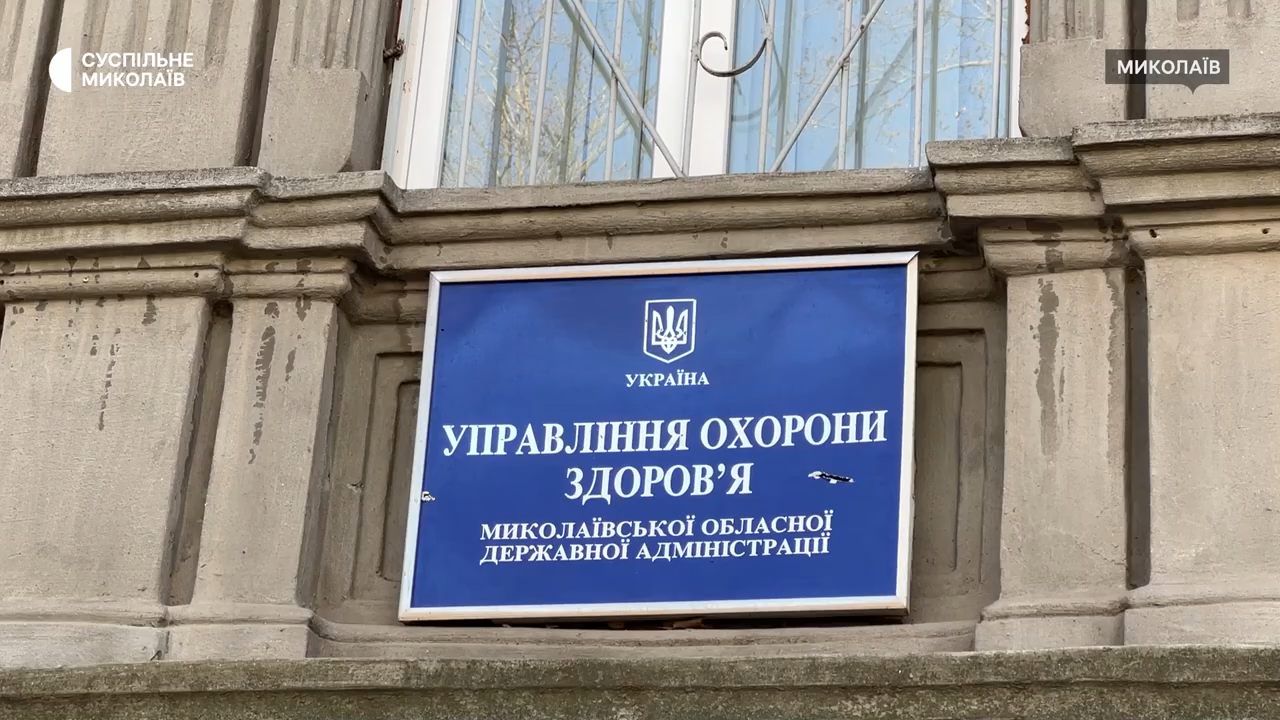 СУСПІЛЬНЕ
МИКОЛАЇВ
МИКОЛАЇВ
УКРАЇНА
УПРАВЛІННЯ ОХОРОНИ
ЗДОРОВ’Я
МИКОЛАЇВСЬКОЇ ОБЛАСНОЇ
ДЕРЖАВНОЇ АДМІНІСТРАЦІЇ